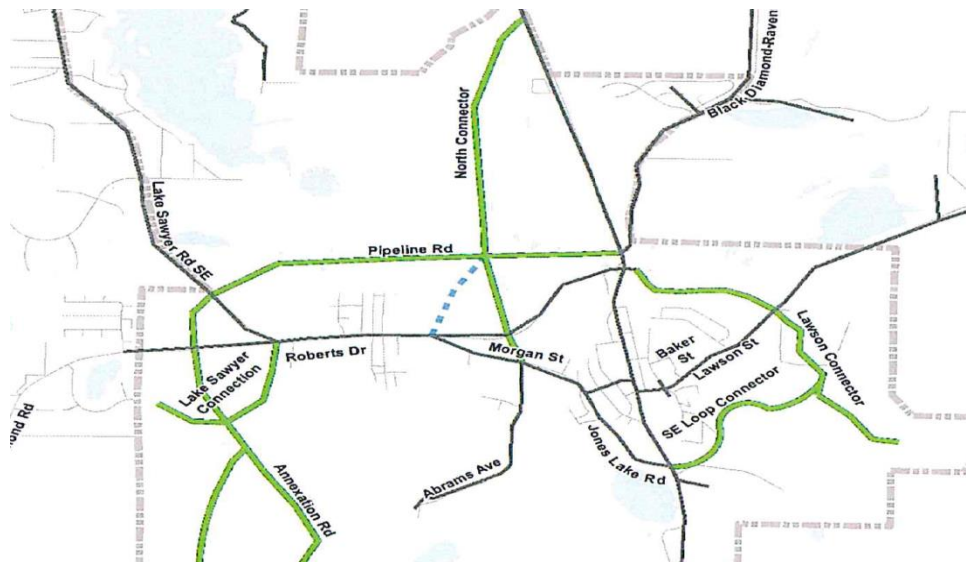 Black Diamond-Raven
North Connector
Lake Sawyer Rd SE
Pipeline Rd
Lake Sawyer
Connection
Roberts Dr
Morgan St
Baker
St
Lawson St
Lawson Connector
SE Loop Connector
ond Rd
Jones Lake Rd
Abrams Ave
Annexation Rd